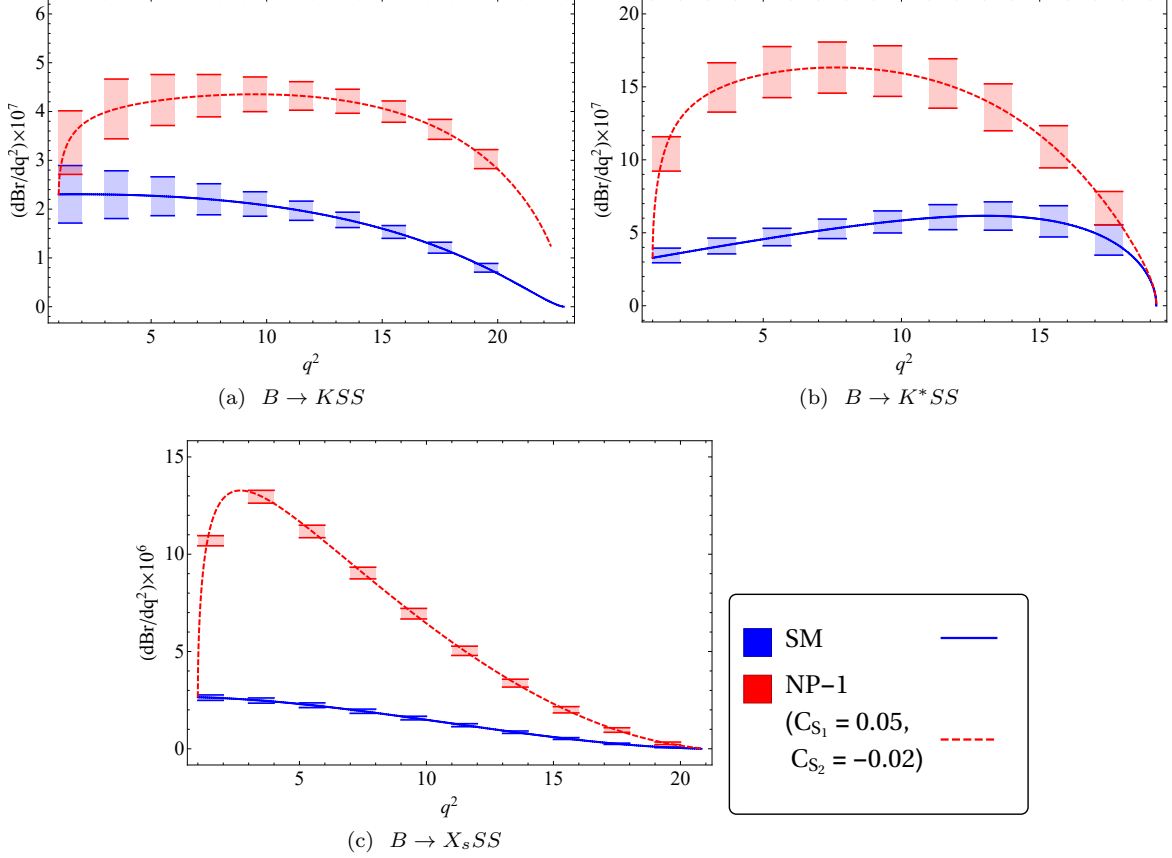 6
5
4
3
2
1
0
(dBr/dq²)×10⁷
5
10
15
20
q²
(a) B → KSS
20
15
10
5
0
(dBr/dq²)×10⁷
5
10
15
q²
(b) B → K*SS
15
10
5
0
(dBr/dq²)×10⁶
5
10
15
20
q²
(c) B → XₛSS
SM
NP−1
(C_S₁ = 0.05,
C_S₂ = −0.02)